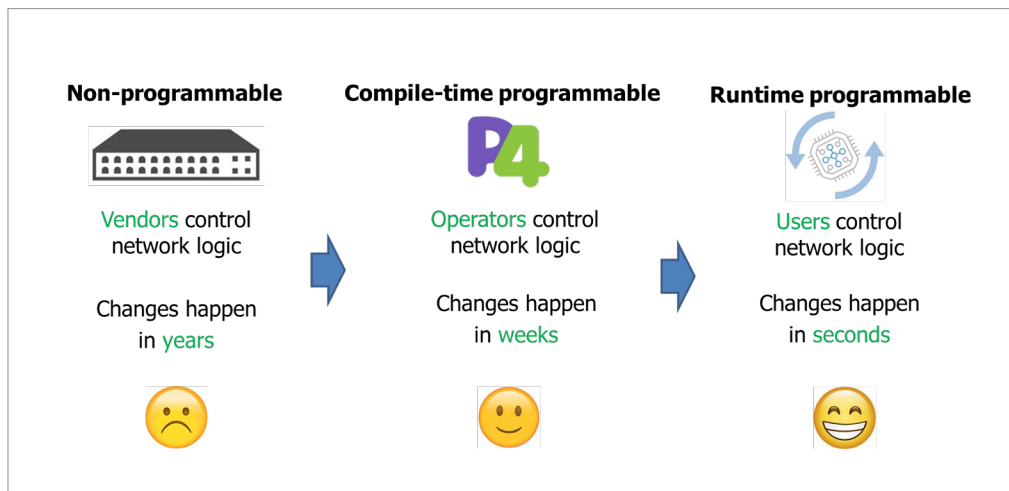 Non-programmable
Vendors control
network logic
Changes happen
in years
Compile-time programmable
P4
Operators control
network logic
Changes happen
in weeks
Runtime programmable
Users control
network logic
Changes happen
in seconds